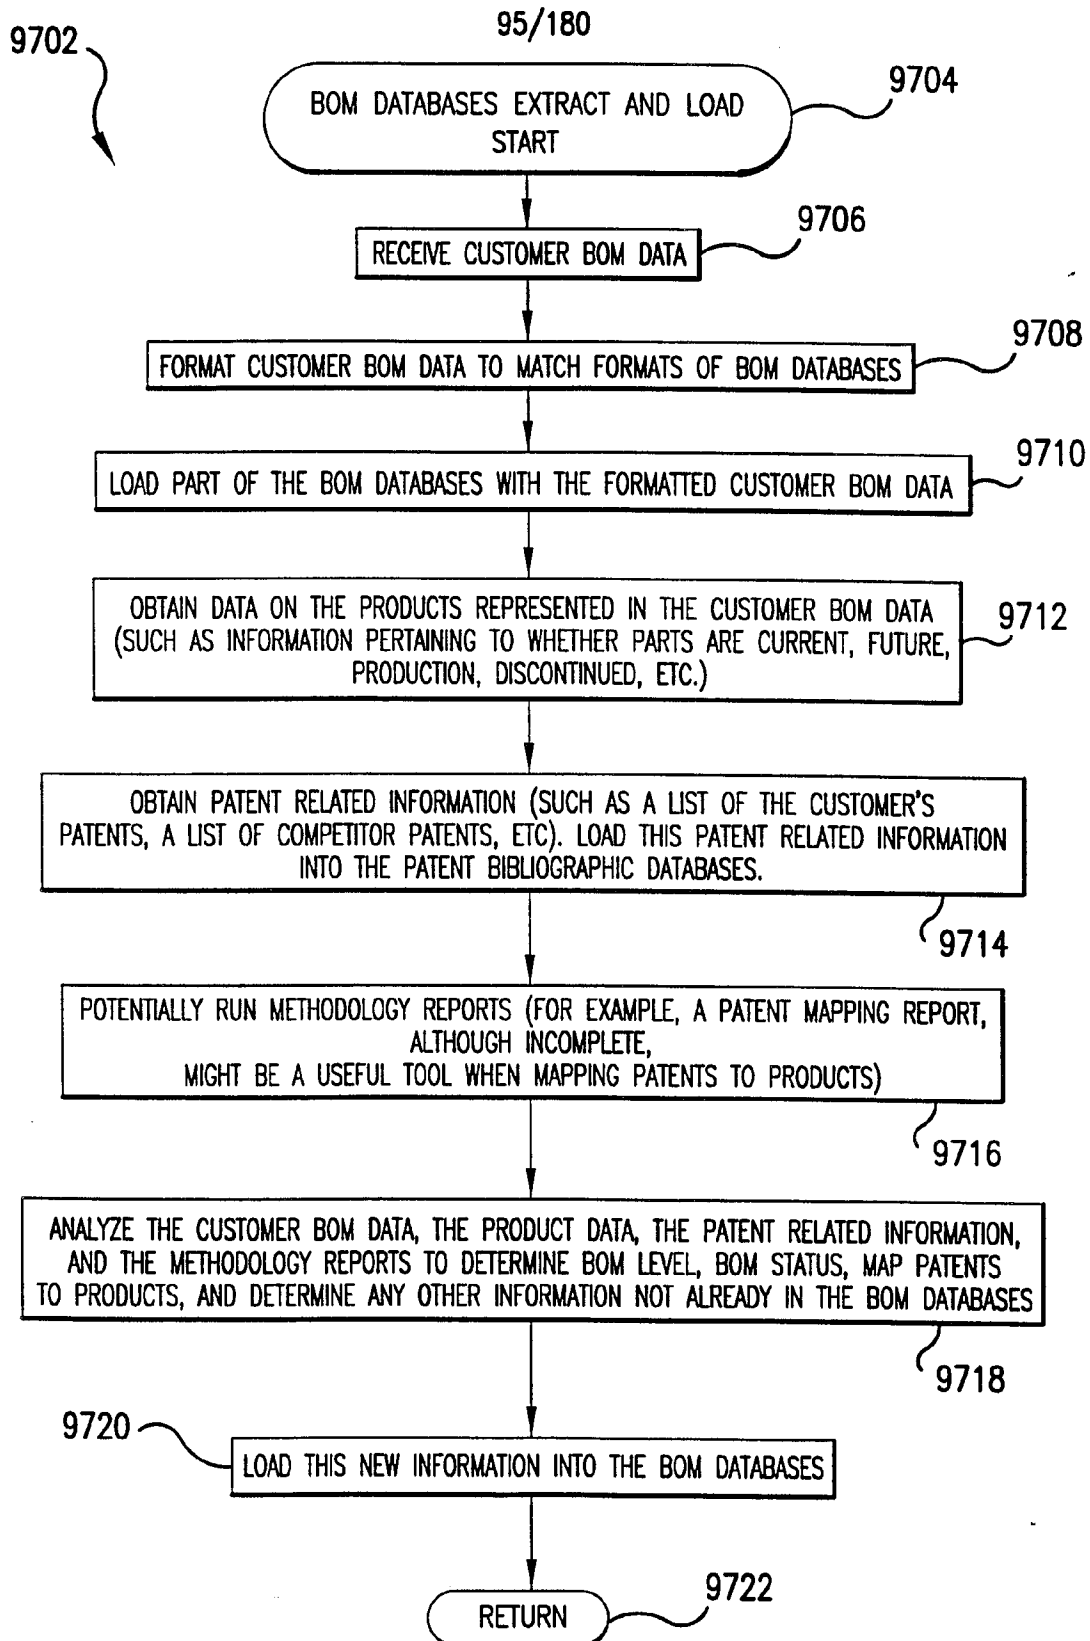 95/180
9702
BOM DATABASES EXTRACT AND LOAD
START
9704
RECEIVE CUSTOMER BOM DATA
9706
FORMAT CUSTOMER BOM DATA TO MATCH FORMATS OF BOM DATABASES
9708
LOAD PART OF THE BOM DATABASES WITH THE FORMATTED CUSTOMER BOM DATA
9710
OBTAIN DATA ON THE PRODUCTS REPRESENTED IN THE CUSTOMER BOM DATA
(SUCH AS INFORMATION PERTAINING TO WHETHER PARTS ARE CURRENT, FUTURE,
PRODUCTION, DISCONTINUED, ETC.)
9712
OBTAIN PATENT RELATED INFORMATION (SUCH AS A LIST OF THE CUSTOMER'S
PATENTS, A LIST OF COMPETITOR PATENTS, ETC). LOAD THIS PATENT RELATED INFORMATION
INTO THE PATENT BIBLIOGRAPHIC DATABASES.
9714
POTENTIALLY RUN METHODOLOGY REPORTS (FOR EXAMPLE, A PATENT MAPPING REPORT,
ALTHOUGH INCOMPLETE,
MIGHT BE A USEFUL TOOL WHEN MAPPING PATENTS TO PRODUCTS)
9716
ANALYZE THE CUSTOMER BOM DATA, THE PRODUCT DATA, THE PATENT RELATED INFORMATION,
AND THE METHODOLOGY REPORTS TO DETERMINE BOM LEVEL, BOM STATUS, MAP PATENTS
TO PRODUCTS, AND DETERMINE ANY OTHER INFORMATION NOT ALREADY IN THE BOM DATABASES
9718
9720
LOAD THIS NEW INFORMATION INTO THE BOM DATABASES
RETURN
9722